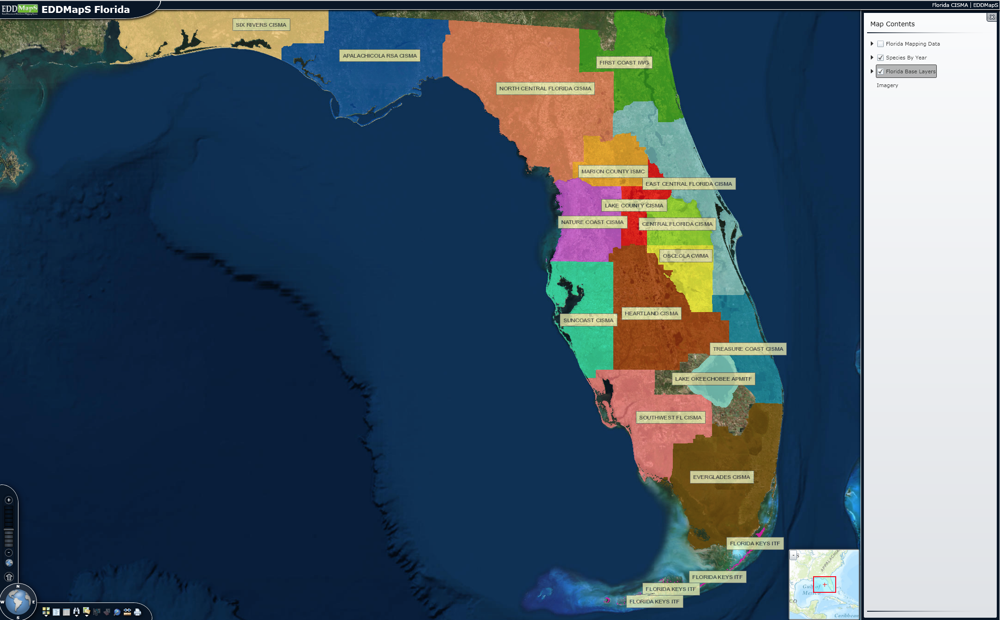 EDDMapS EDDMapS Florida
Florida CISMA | EDDMapS
Map Contents
Florida Mapping Data
Species By Year
Florida Base Layers
Imagery
SIX RIVERS CISMA
APALACHICOLA RSA CISMA
FIRST COAST IWG
NORTH CENTRAL FLORIDA CISMA
MARION COUNTY ISMC
EAST CENTRAL FLORIDA CISMA
LAKE COUNTY CISMA
NATURE COAST CISMA
CENTRAL FLORIDA CISMA
OSCEOLA CWMA
HEARTLAND CISMA
SUNCOAST CISMA
TREASURE COAST CISMA
LAKE OKEECHOBEE APMITF
SOUTHWEST FL CISMA
EVERGLADES CISMA
FLORIDA KEYS ITF
FLORIDA KEYS ITF
FLORIDA KEYS ITF
FLORIDA KEYS ITF
N
W E
S
APPALACHIA
Gulf of
Mexico
CO
Caribbean